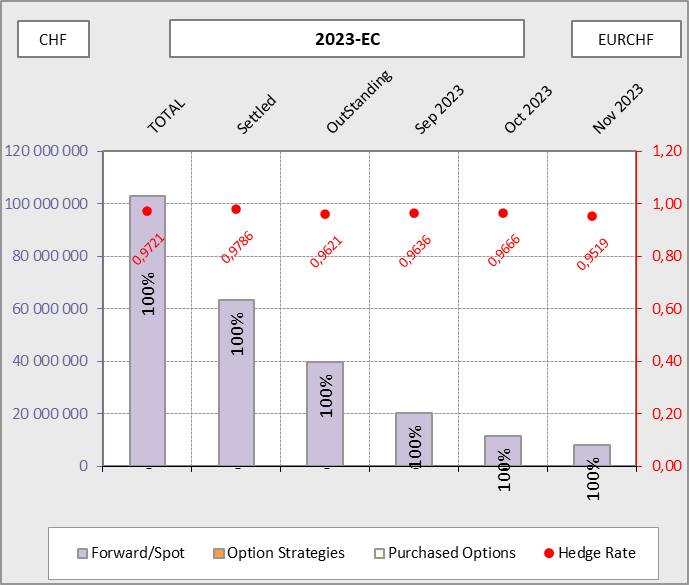 CHF
2023-EC
EURCHF
TOTAL
Settled
OutStanding
Sep 2023
Oct 2023
Nov 2023
120 000 000
1,20
100 000 000
1,00
80 000 000
0,80
60 000 000
0,60
40 000 000
0,40
20 000 000
0,20
0
0,00
0,9721
0,9786
0,9621
0,9636
0,9666
0,9519
100%
100%
100%
100%
100%
100%
-
-
-
Forward/Spot
Option Strategies
Purchased Options
Hedge Rate